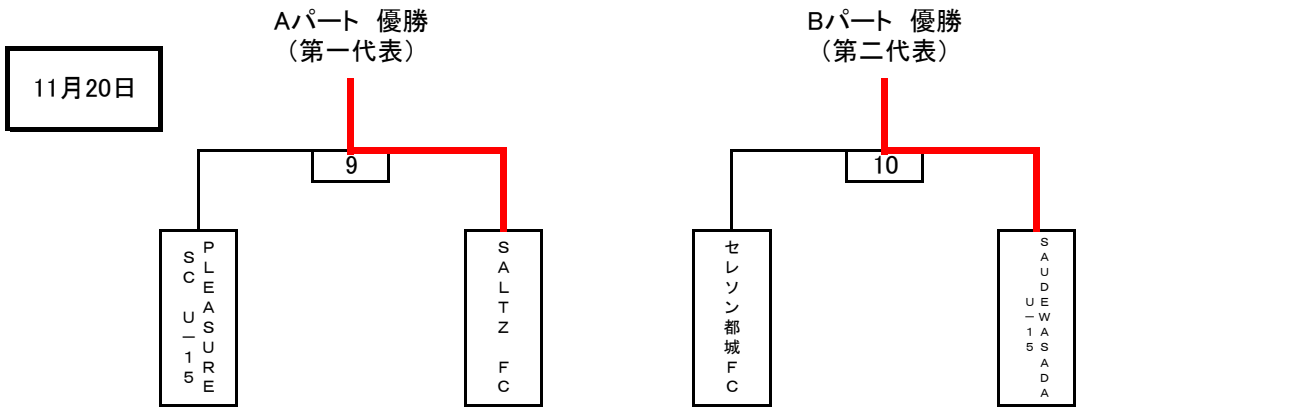 Aパート 優勝
（第一代表）
Bパート 優勝
（第二代表）
11月20日
9
10
PLEASURE
SC U－15
SALTZ FC
セレソン都城FC
SAUDEWASADA
U－15